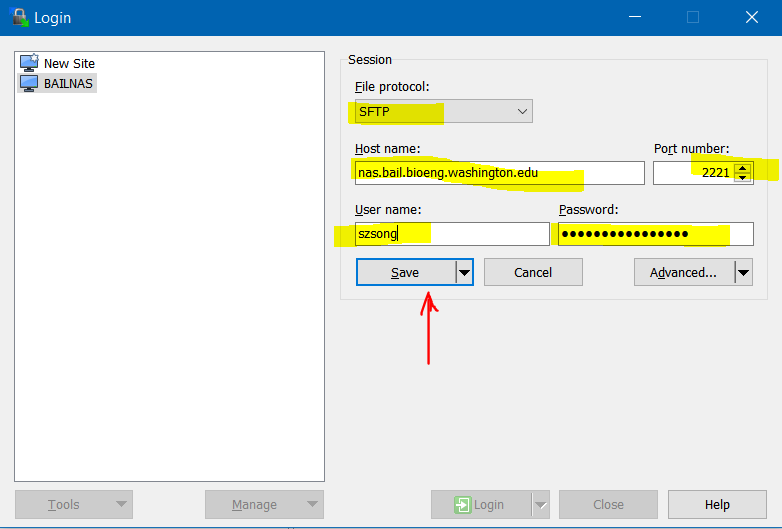 Login
New Site
BAILNAS
Session
File protocol:
SFTP
Host name:
Port number:
nas.bail.bioeng.washington.edu
2221
User name:
Password:
szsong
●●●●●●●●●●●●●●●●
Save
Cancel
Advanced...
Tools
Manage
Login
Close
Help